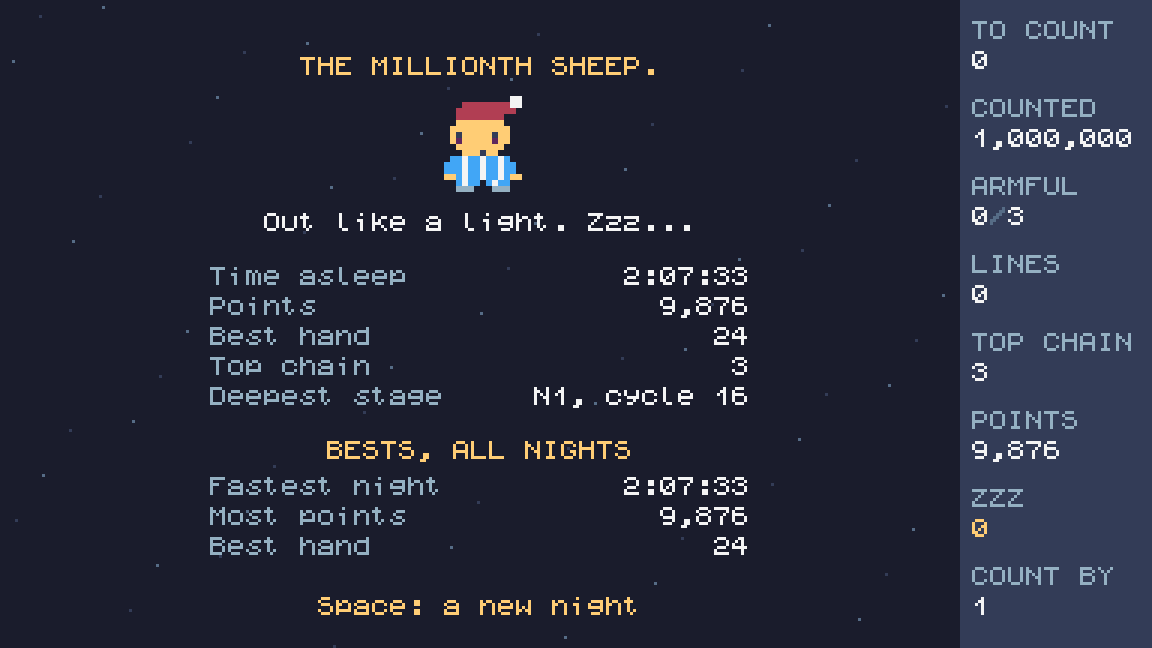 THE MILLIONTH SHEEP.
Out like a light. Zzz...
Time asleep 2:07:33
Points 9,876
Best hand 24
Top chain 3
Deepest stage N1, cycle 16
BESTS, ALL NIGHTS
Fastest night 2:07:33
Most points 9,876
Best hand 24
Space: a new night
TO COUNT
0
COUNTED
1,000,000
ARMFUL
0/3
LINES
0
TOP CHAIN
3
POINTS
9,876
ZZZ
0
COUNT BY
1